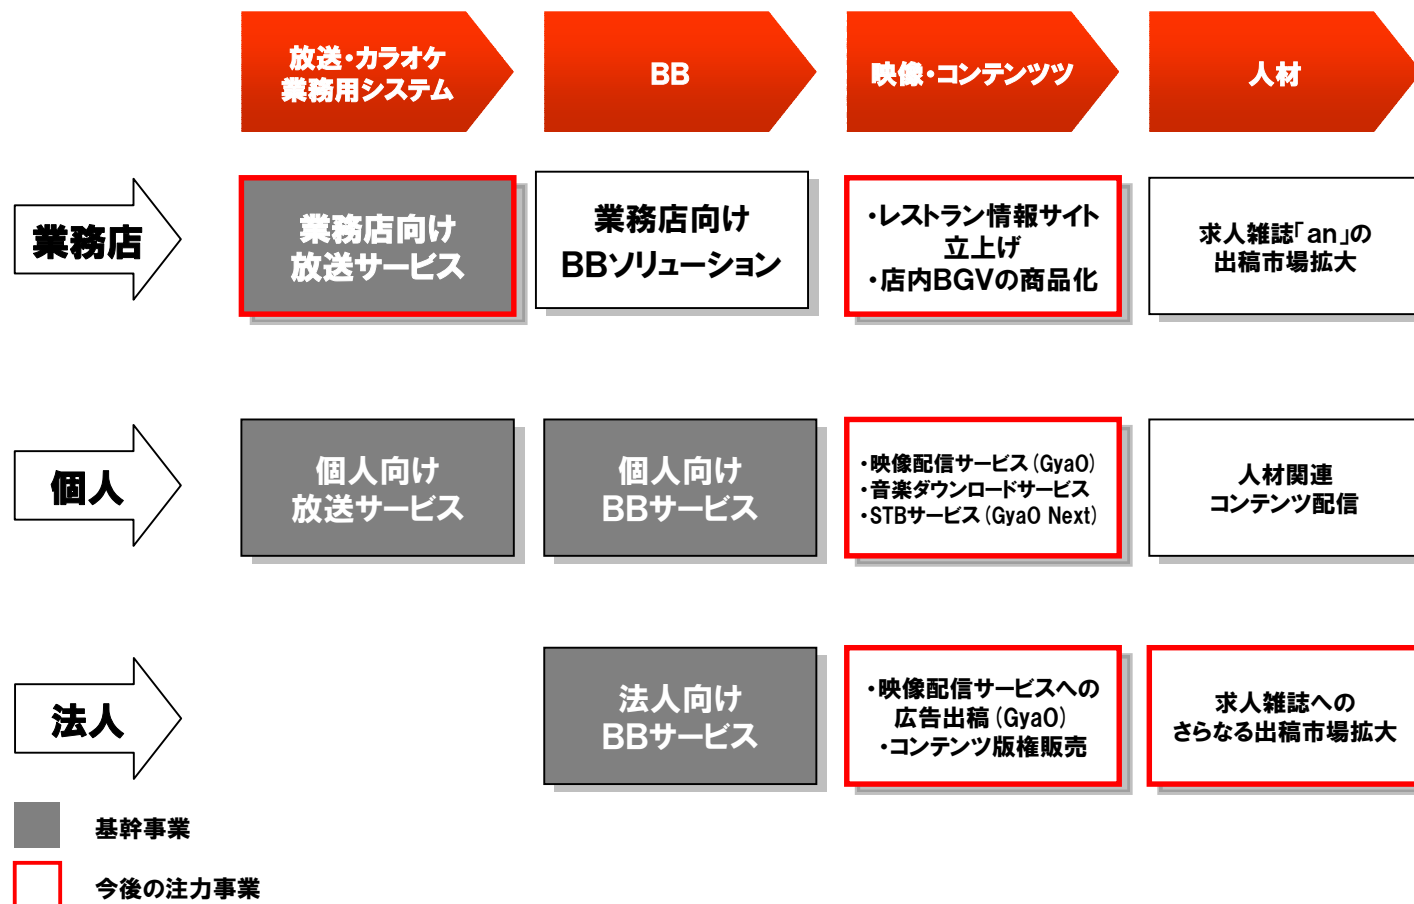 放送・カラオケ
業務用システム
BB
映像・コンテンツツ
人材
業務店
業務店向け
放送サービス
業務店向け
BBソリューション
・レストラン情報サイト
立上げ
・店内BGVの商品化
求人雑誌「an」の
出稿市場拡大
個人
個人向け
放送サービス
個人向け
BBサービス
・映像配信サービス(GyaO)
・音楽ダウンロードサービス
・STBサービス(GyaO Next)
人材関連
コンテンツ配信
法人
法人向け
BBサービス
・映像配信サービスへの
広告出稿(GyaO)
・コンテンツ版権販売
求人雑誌への
さらなる出稿市場拡大
基幹事業
今後の注力事業